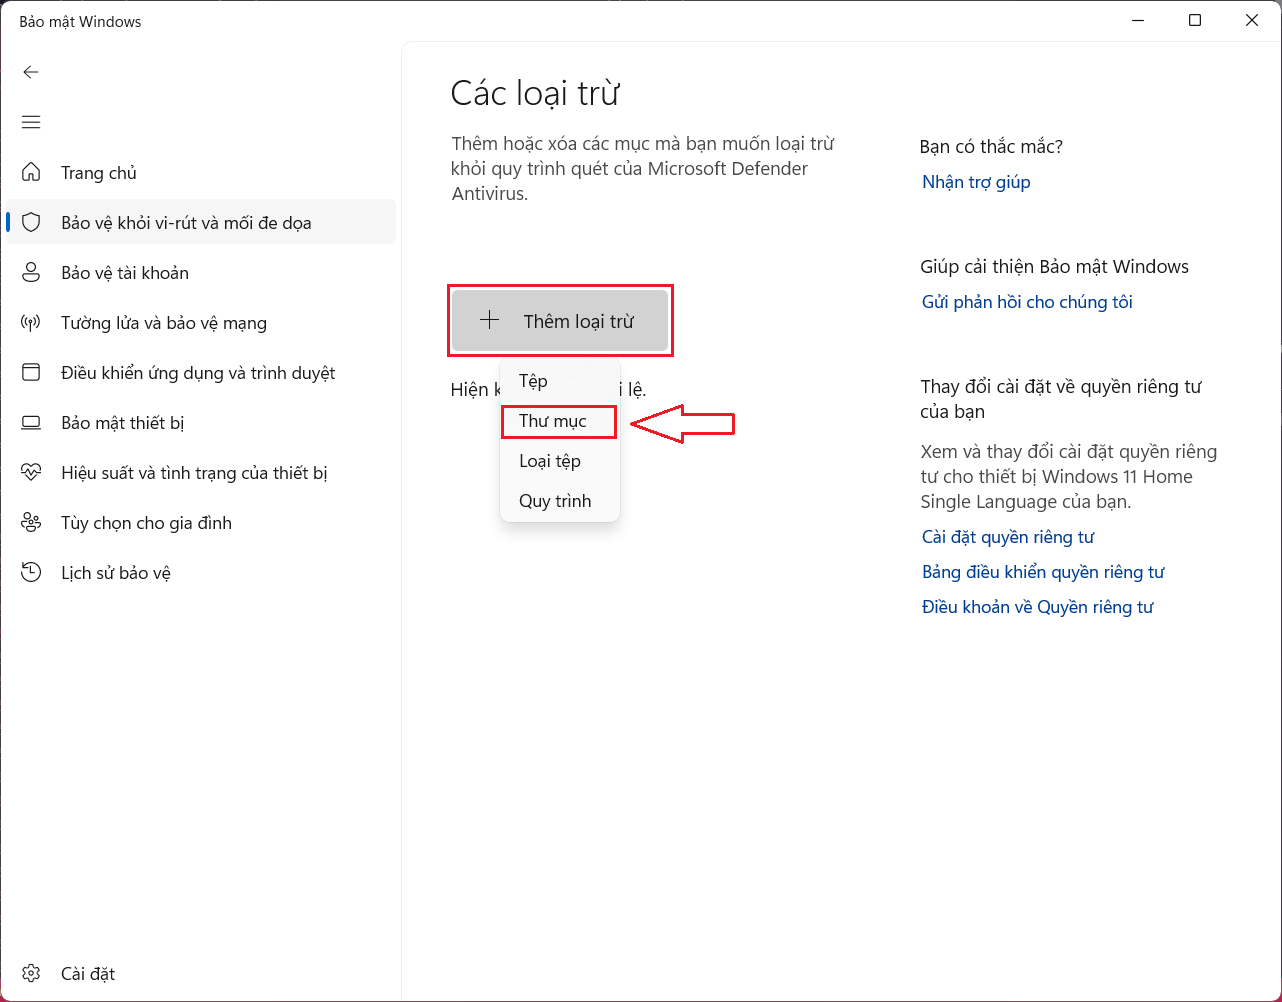 Bảo mật Windows
Trang chủ
Bảo vệ khỏi vi-rút và mối đe dọa
Bảo vệ tài khoản
Tường lửa và bảo vệ mạng
Điều khiển ứng dụng và trình duyệt
Bảo mật thiết bị
Hiệu suất và tình trạng của thiết bị
Tùy chọn cho gia đình
Lịch sử bảo vệ
Cài đặt
Các loại trừ
Thêm hoặc xóa các mục mà bạn muốn loại trừ
khỏi quy trình quét của Microsoft Defender
Antivirus.
Thêm loại trừ
Hiện lệ.
Tệp
Thư mục
Loại tệp
Quy trình
Bạn có thắc mắc?
Nhận trợ giúp
Giúp cải thiện Bảo mật Windows
Gửi phản hồi cho chúng tôi
Thay đổi cài đặt về quyền riêng tư
của bạn
Xem và thay đổi cài đặt quyền riêng
tư cho thiết bị Windows 11 Home
Single Language của bạn.
Cài đặt quyền riêng tư
Bảng điều khiển quyền riêng tư
Điều khoản về Quyền riêng tư